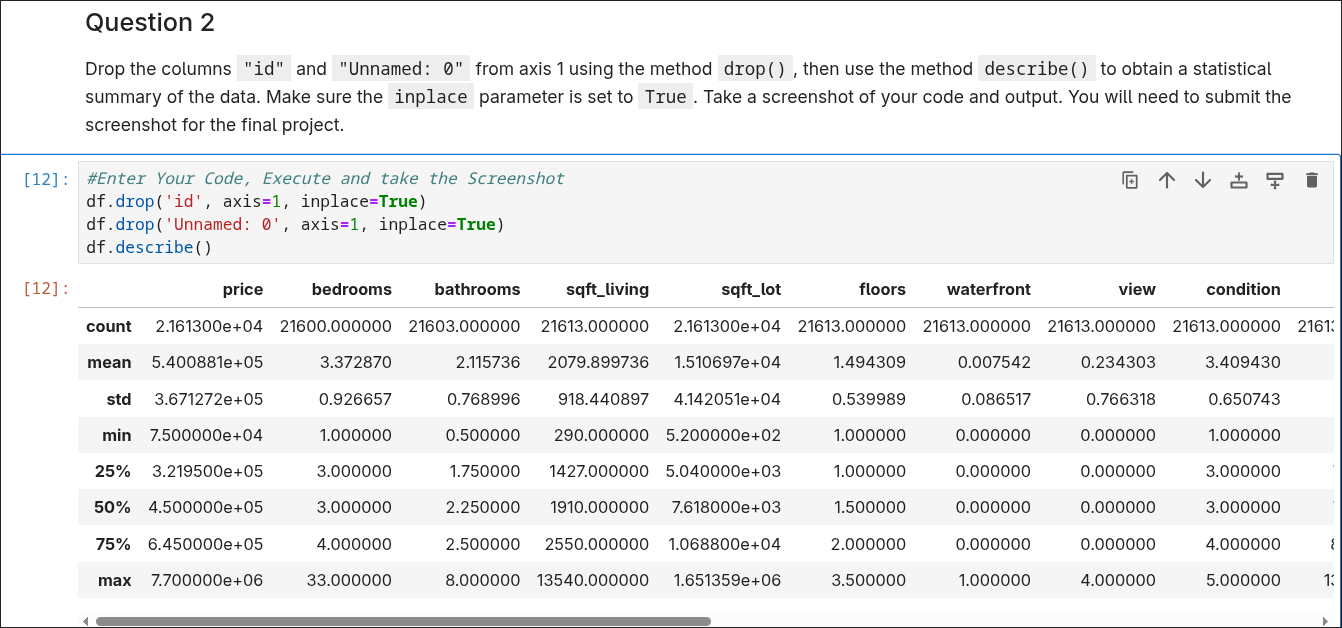 Question 2
Drop the columns "id" and "Unnamed: 0" from axis 1 using the method drop(), then use the method describe() to obtain a statistical
summary of the data. Make sure the inplace parameter is set to True. Take a screenshot of your code and output. You will need to submit the
screenshot for the final project.
[12]: #Enter Your Code, Execute and take the Screenshot
df.drop('id', axis=1, inplace=True)
df.drop('Unnamed: 0', axis=1, inplace=True)
df.describe()
[12]: price bedrooms bathrooms sqft_living sqft_lot floors waterfront view condition
count 2.161300e+04 21600.000000 21603.000000 21613.000000 2.161300e+04 21613.000000 21613.000000 21613.000000 21613.000000
mean 5.400881e+05 3.372870 2.115736 2079.899736 1.510697e+04 1.494309 0.007542 0.234303 3.409430
std 3.671272e+05 0.926657 0.768996 918.440897 4.142051e+04 0.539989 0.086517 0.766318 0.650743
min 7.500000e+04 1.000000 0.500000 290.000000 5.200000e+02 1.000000 0.000000 0.000000 1.000000
25% 3.219500e+05 3.000000 1.750000 1427.000000 5.040000e+03 1.000000 0.000000 0.000000 3.000000
50% 4.500000e+05 3.000000 2.250000 1910.000000 7.618000e+03 1.500000 0.000000 0.000000 3.000000
75% 6.450000e+05 4.000000 2.500000 2550.000000 1.068800e+04 2.000000 0.000000 0.000000 4.000000
max 7.700000e+06 33.000000 8.000000 13540.000000 1.651359e+06 3.500000 1.000000 4.000000 5.000000